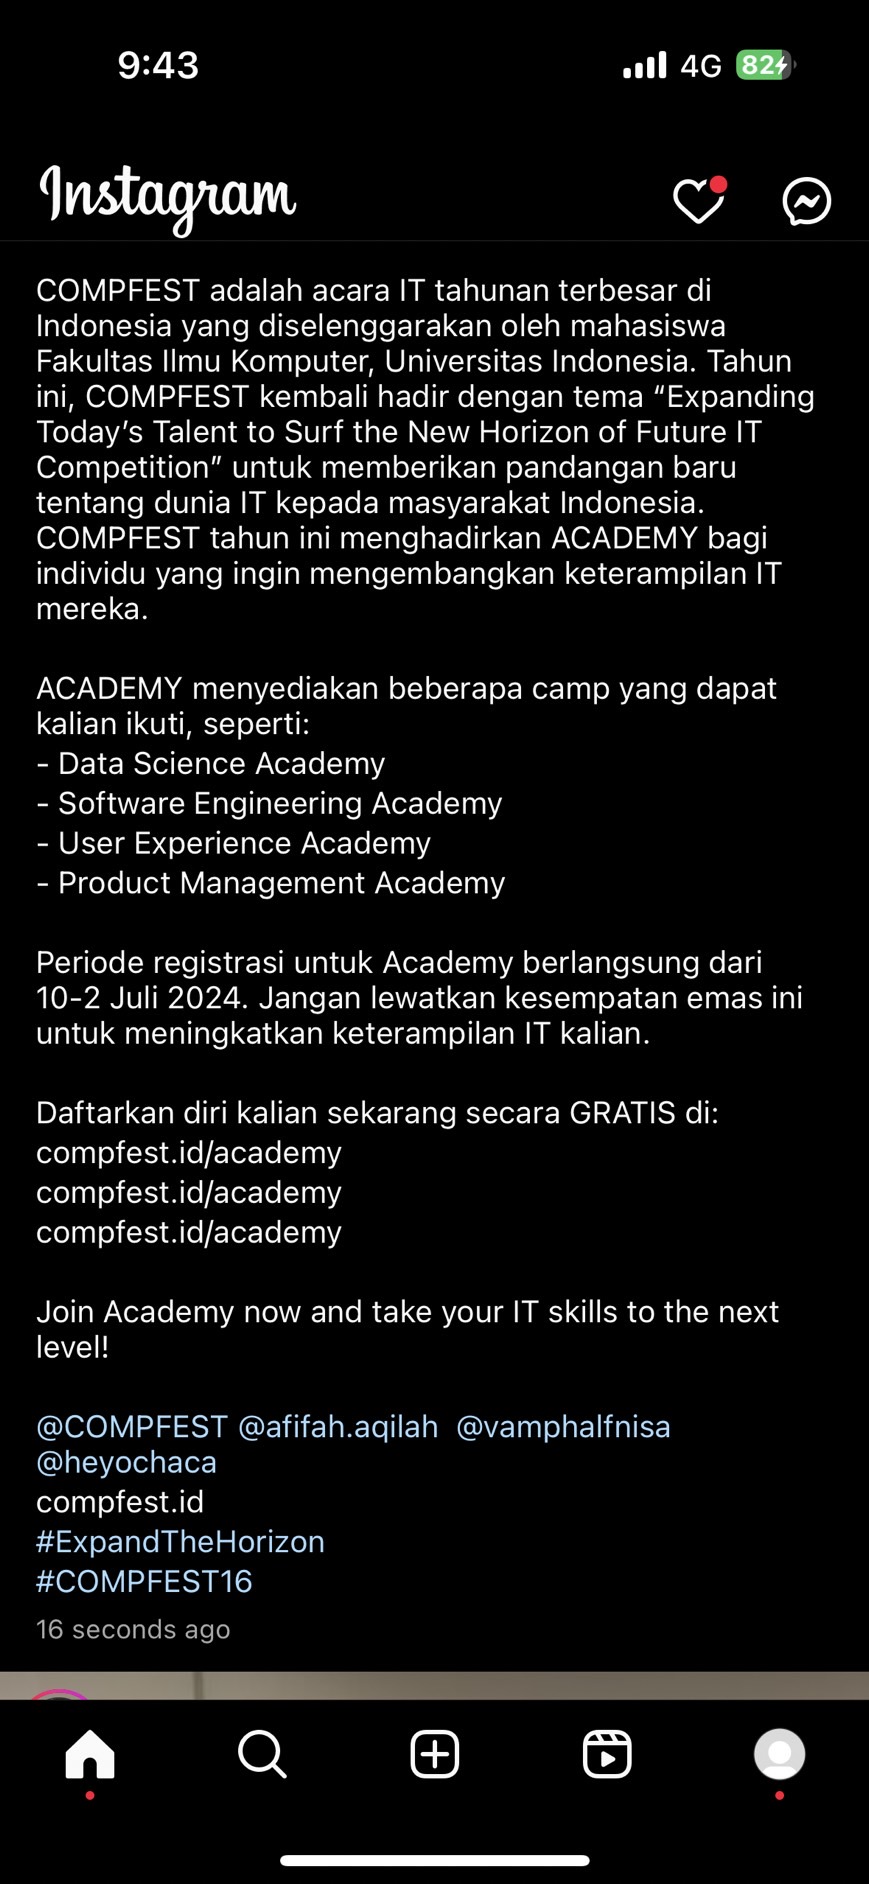 9:43
4G
82
Instagram
COMPFEST adalah acara IT tahunan terbesar di
Indonesia yang diselenggarakan oleh mahasiswa
Fakultas Ilmu Komputer, Universitas Indonesia. Tahun
ini, COMPFEST kembali hadir dengan tema “Expanding
Today’s Talent to Surf the New Horizon of Future IT
Competition” untuk memberikan pandangan baru
tentang dunia IT kepada masyarakat Indonesia.
COMPFEST tahun ini menghadirkan ACADEMY bagi
individu yang ingin mengembangkan keterampilan IT
mereka.
ACADEMY menyediakan beberapa camp yang dapat
kalian ikuti, seperti:
- Data Science Academy
- Software Engineering Academy
- User Experience Academy
- Product Management Academy
Periode registrasi untuk Academy berlangsung dari
10-2 Juli 2024. Jangan lewatkan kesempatan emas ini
untuk meningkatkan keterampilan IT kalian.
Daftarkan diri kalian sekarang secara GRATIS di:
compfest.id/academy
compfest.id/academy
compfest.id/academy
Join Academy now and take your IT skills to the next
level!
@COMPFEST @afifah.aqilah @vamphalfnisa
@heyochaca
compfest.id
#ExpandTheHorizon
#COMPFEST16
16 seconds ago